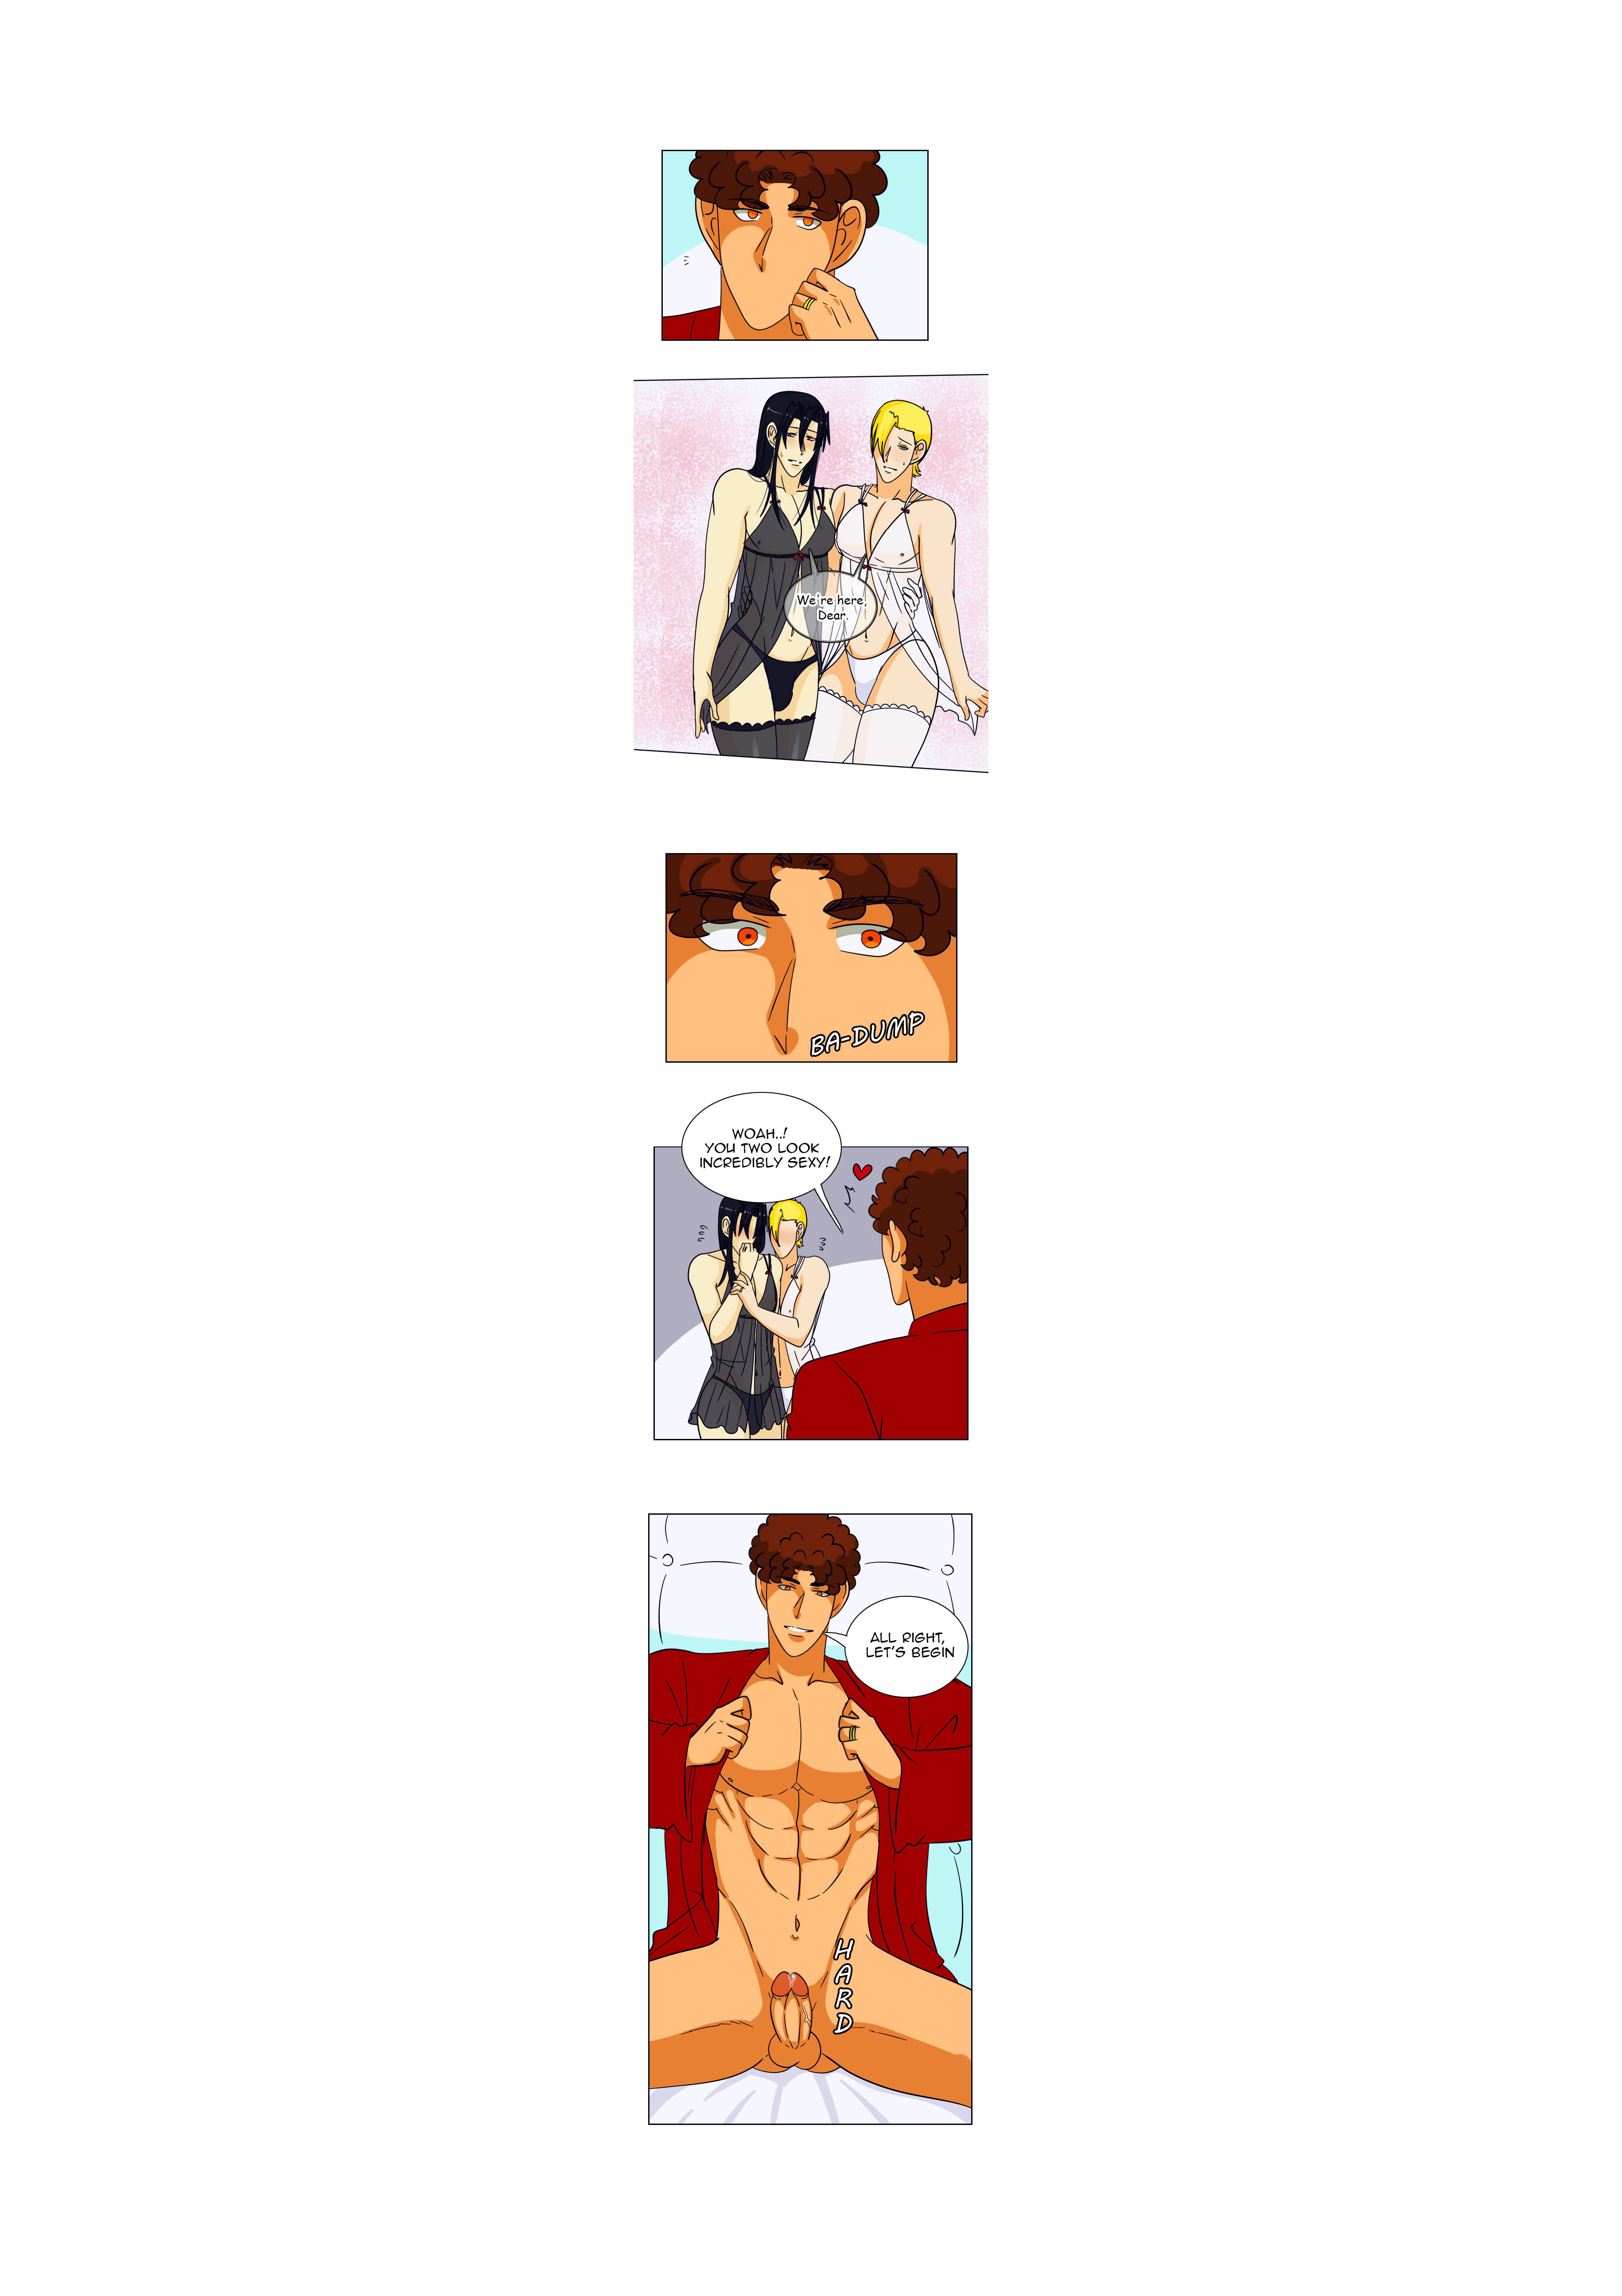 We're here,
Dear.
BA-DUMP
WOAH..!
YOU TWO LOOK
INCREDIBLY SEXY!
ALL RIGHT,
LET'S BEGIN
HARD